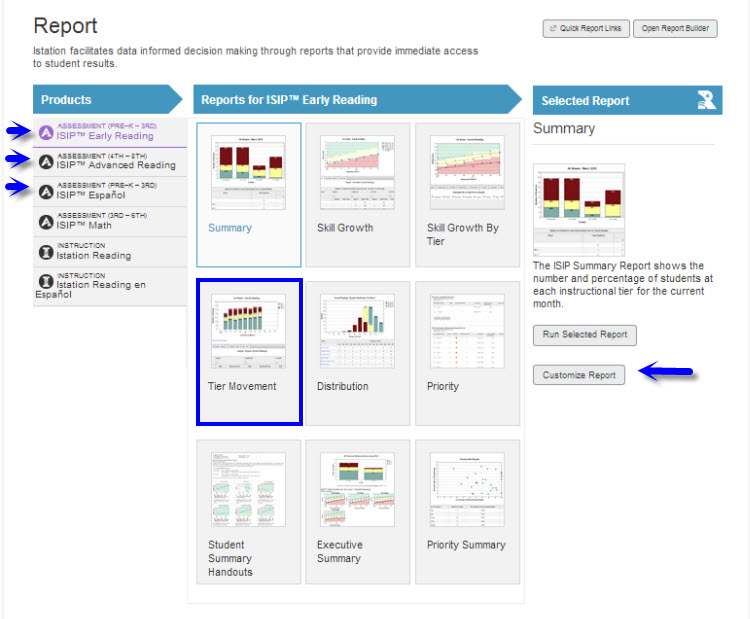 Report
Quick Report Links
Open Report Builder
Istation facilitates data informed decision making through reports that provide immediate access
to student results.
Products
ASSESSMENT (PRE-K - 3RD)
ISIP™ Early Reading
ASSESSMENT (4TH - 8TH)
ISIP™ Advanced Reading
ASSESSMENT (PRE-K - 3RD)
ISIP™ Español
ASSESSMENT (3RD - 5TH)
ISIP™ Math
INSTRUCTION
Istation Reading
INSTRUCTION
Istation Reading en
Español
Reports for ISIP™ Early Reading
Summary
Skill Growth
Skill Growth By
Tier
Tier Movement
Distribution
Priority
Student
Summary
Handouts
Executive
Summary
Priority Summary
Selected Report
Summary
The ISIP Summary Report shows the
number and percentage of students at
each instructional tier for the current
month.
Run Selected Report
Customize Report